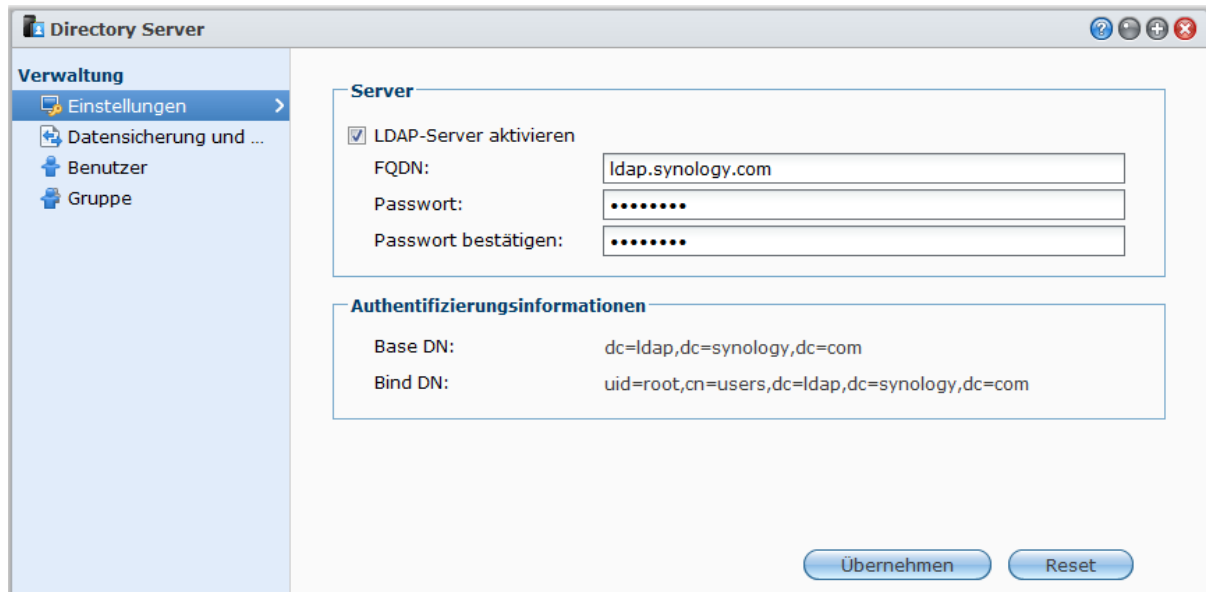 Directory Server
Verwaltung
Einstellungen
Datensicherung und ...
Benutzer
Gruppe
Server
LDAP-Server aktivieren
FQDN: ldap.synology.com
Passwort: ••••••••
Passwort bestätigen: ••••••••
Authentifizierungsinformationen
Base DN: dc=ldap,dc=synology,dc=com
Bind DN: uid=root,cn=users,dc=ldap,dc=synology,dc=com
Übernehmen Reset